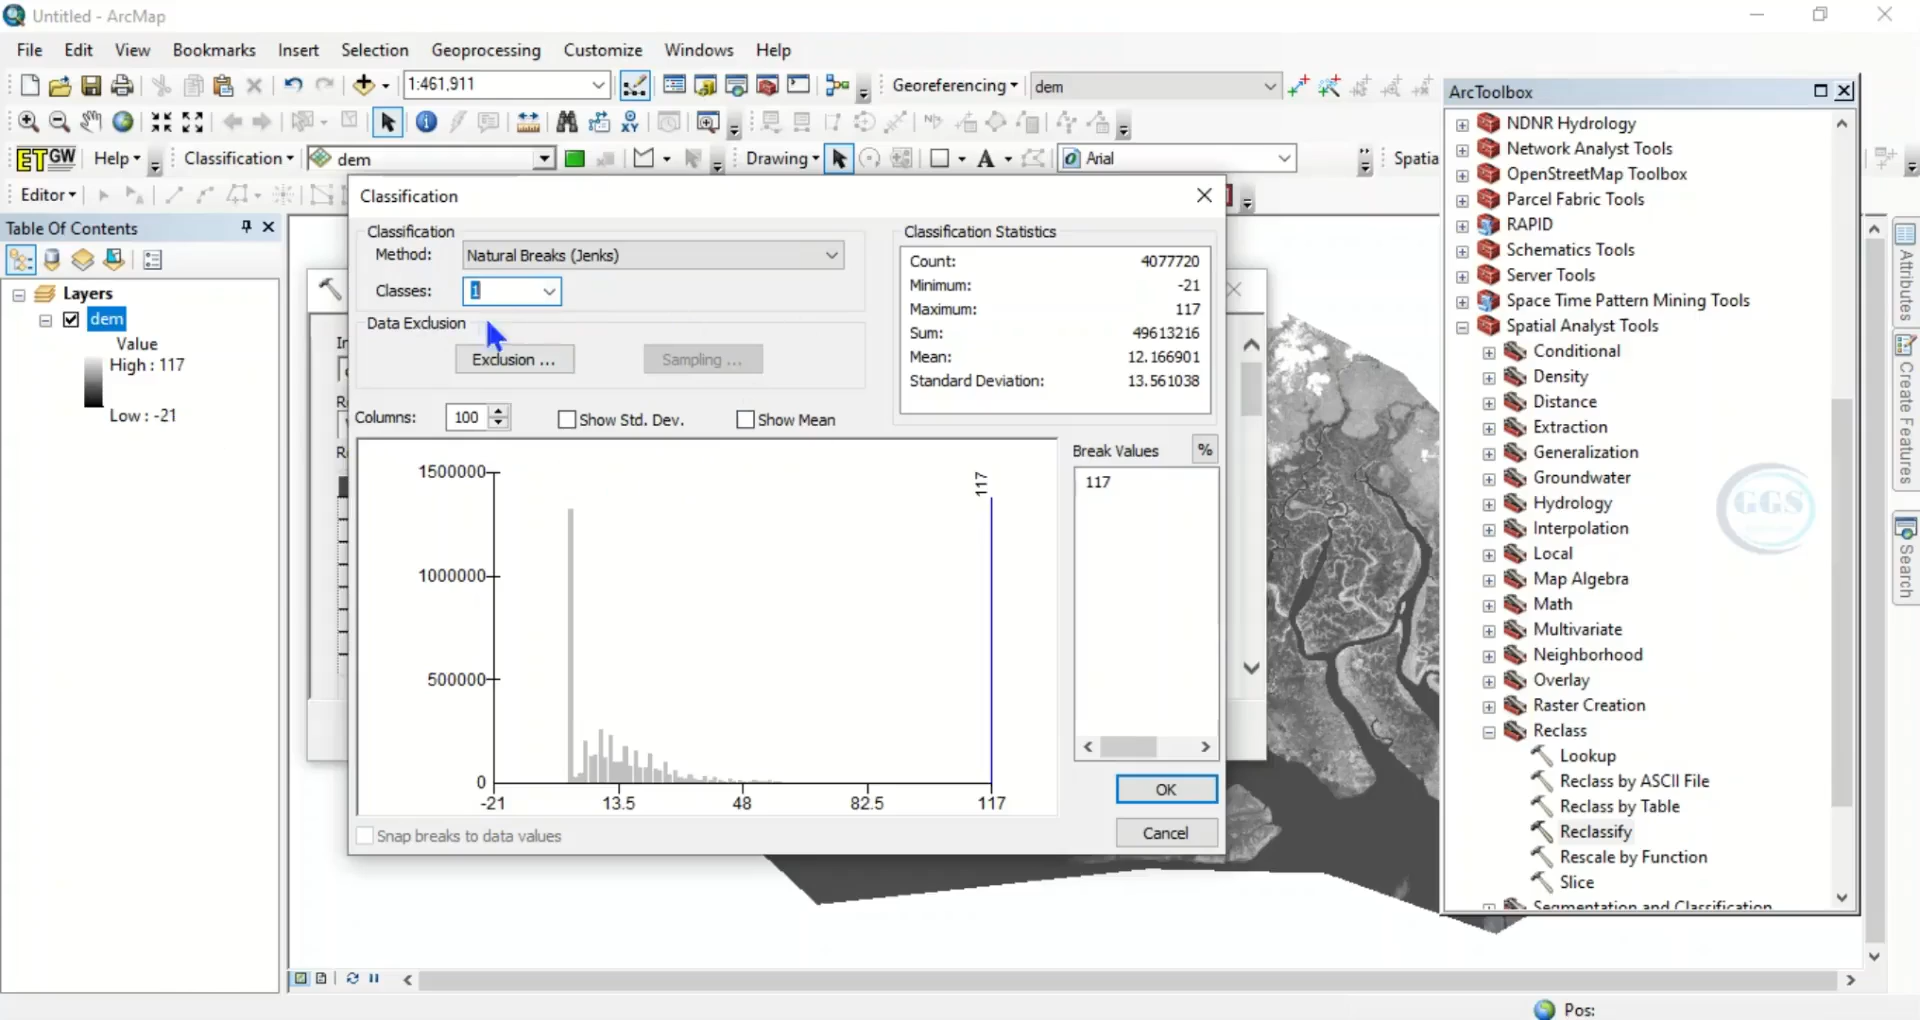 Untitled - ArcMap
File Edit View Bookmarks Insert Selection Geoprocessing Customize Windows Help
1:461,911
Georeferencing
dem
ET GW
Help
Classification
dem
Drawing
A
Arial
Spatia
Editor
Table Of Contents
Layers
dem
Value
High : 117
Low : -21
Classification
Classification
Method:
Natural Breaks (Jenks)
Classes:
1
Data Exclusion
Exclusion ...
Sampling ...
Classification Statistics
Count: 4077720
Minimum: -21
Maximum: 117
Sum: 49613216
Mean: 12.166901
Standard Deviation: 13.561038
Columns:
100
Show Std. Dev.
Show Mean
Break Values
%
117
1500000
1000000
500000
0
117
-21 13.5 48 82.5 117
Snap breaks to data values
OK
Cancel
ArcToolbox
NDNR Hydrology
Network Analyst Tools
OpenStreetMap Toolbox
Parcel Fabric Tools
RAPID
Schematics Tools
Server Tools
Space Time Pattern Mining Tools
Spatial Analyst Tools
Conditional
Density
Distance
Extraction
Generalization
Groundwater
Hydrology
Interpolation
Local
Map Algebra
Math
Multivariate
Neighborhood
Overlay
Raster Creation
Reclass
Lookup
Reclass by ASCII File
Reclass by Table
Reclassify
Rescale by Function
Slice
Segmentation and Classification
GGS
Attributes
Create Features
Search
Pos: